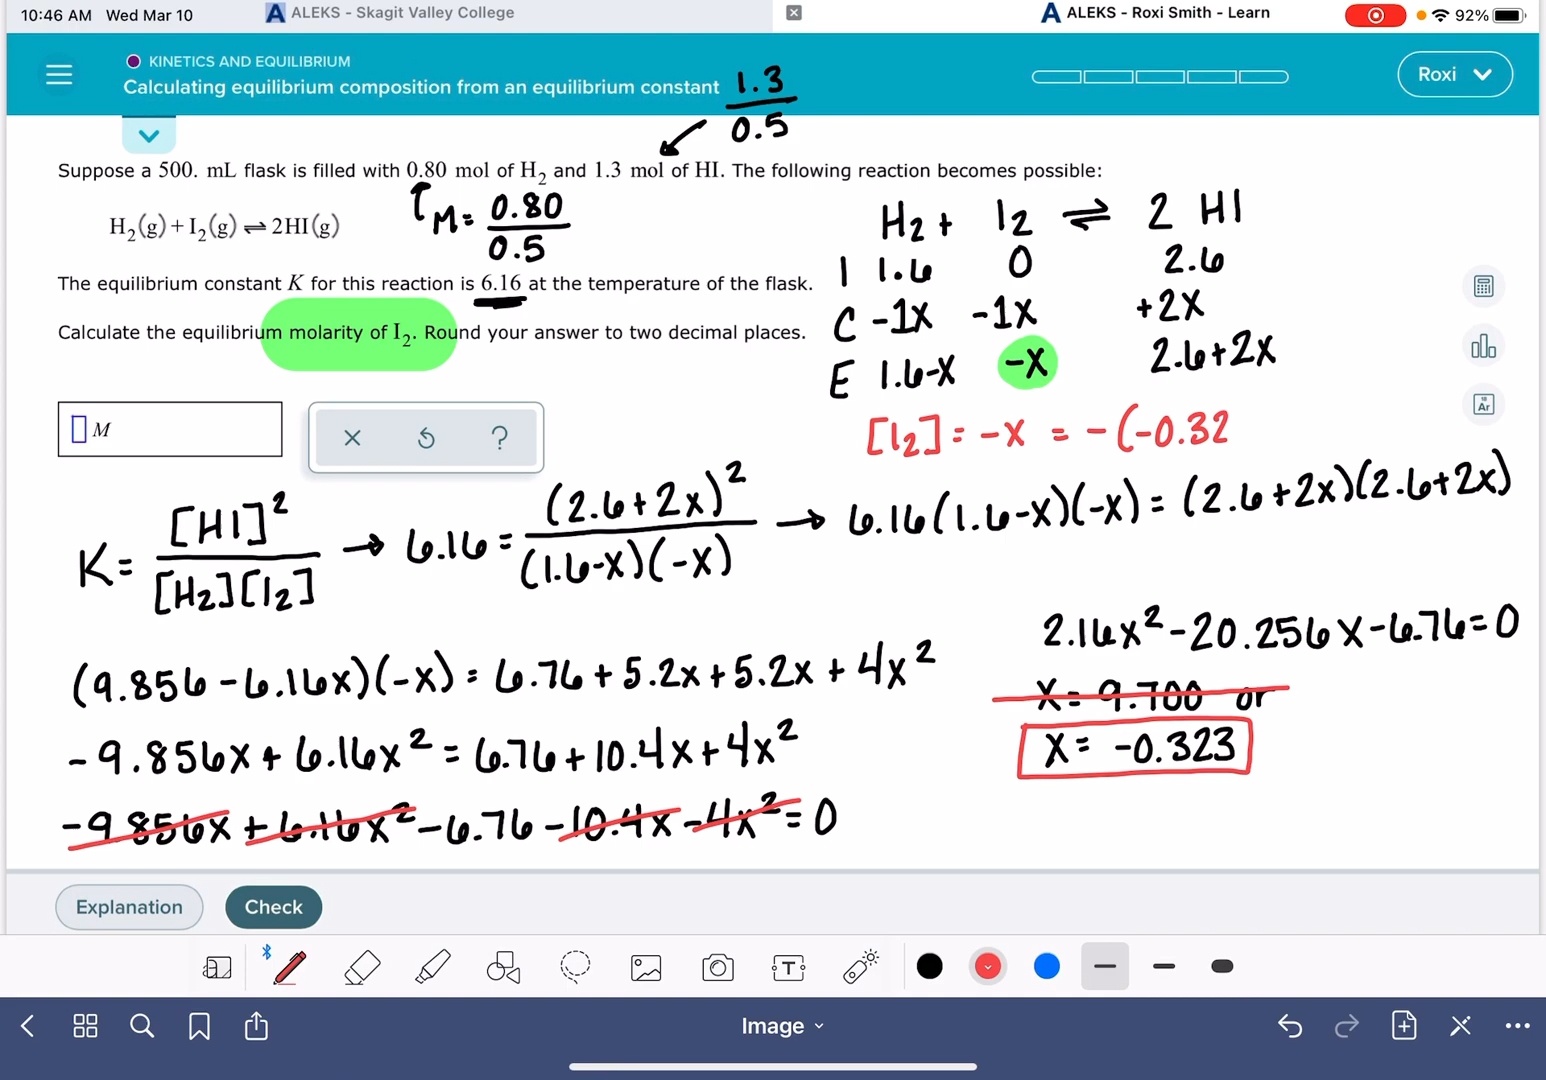 10:46 AM Wed Mar 10
ALEKS - Skagit Valley College
ALEKS - Roxi Smith - Learn
92%
KINETICS AND EQUILIBRIUM
Calculating equilibrium composition from an equilibrium constant
Roxi
1.3
0.5
Suppose a 500. mL flask is filled with 0.80 mol of H₂ and 1.3 mol of HI. The following reaction becomes possible:
M= 0.80
0.5
H₂(g) + I₂(g) ⇌ 2HI(g)
The equilibrium constant K for this reaction is 6.16 at the temperature of the flask.
Calculate the equilibrium molarity of I₂. Round your answer to two decimal places.
H₂ + I₂ ⇌ 2 HI
I 1.6 0 2.6
C -1x -1x +2x
E 1.6-x -x 2.6+2x
[I₂] = -x = -(-0.32
M
× ?
Ar
K = [HI]² / [H₂][I₂] → 6.16 = (2.6+2x)² / (1.6-x)(-x) → 6.16(1.6-x)(-x) = (2.6+2x)(2.6+2x)
(9.856 - 6.16x)(-x) = 6.76 + 5.2x + 5.2x + 4x²
-9.856x + 6.16x² = 6.76 + 10.4x + 4x²
-9.856x + 6.16x² - 6.76 - 10.4x - 4x² = 0
2.16x² - 20.256x - 6.76 = 0
x = 9.700 or
x = -0.323
Explanation
Check
Image